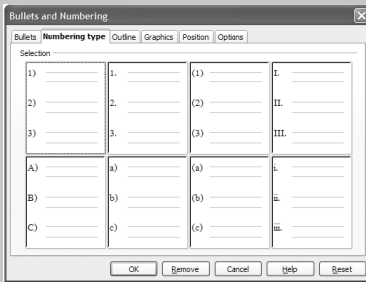 Bullets and Numbering
Bullets Numbering type Outline Graphics Position Options
Selection
1) 1. (1) I.
2) 2. (2) II.
3) 3. (3) III.
A) a) (a) i.
B) b) (b) ii.
C) c) (c) iii.
OK Remove Cancel Help Reset